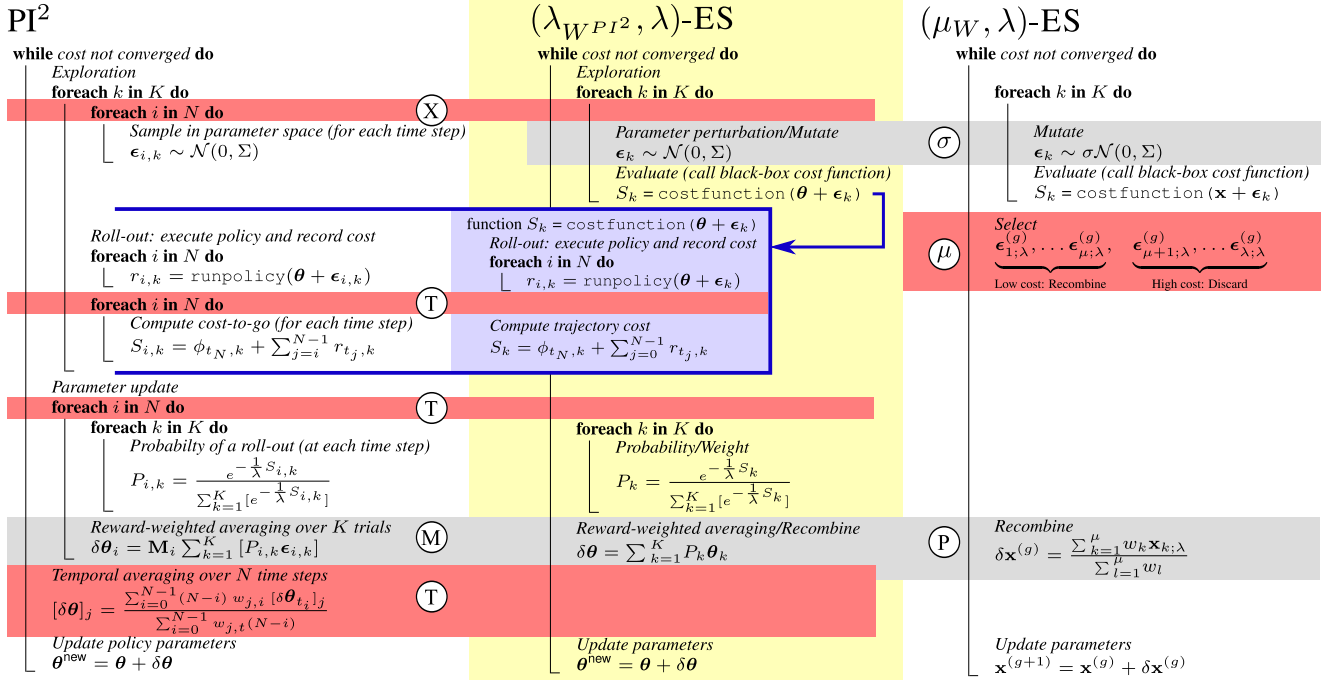 PI²
while cost not converged do
Exploration
foreach k in K do
foreach i in N do
X
Sample in parameter space (for each time step)
ϵ_{i,k} ∼ N(0, Σ)
Roll-out: execute policy and record cost
foreach i in N do
r_{i,k} = runpolicy(θ + ϵ_{i,k})
foreach i in N do
T
Compute cost-to-go (for each time step)
S_{i,k} = ϕ_{t_N,k} + ∑_{j=i}^{N−1} r_{t_j,k}
Parameter update
foreach i in N do
T
foreach k in K do
Probabilty of a roll-out (at each time step)
P_{i,k} = e^{−\frac{1}{λ} S_{i,k}} / ∑_{k=1}^{K} [e^{−\frac{1}{λ} S_{i,k}}]
Reward-weighted averaging over K trials
M
δθ_i = M_i ∑_{k=1}^{K} [P_{i,k} ϵ_{i,k}]
Temporal averaging over N time steps
T
[δθ]_j = ∑_{i=0}^{N−1} (N−i) w_{j,i} [δθ_{t_i}]_j / ∑_{i=0}^{N−1} w_{j,t} (N−i)
Update policy parameters
θ^{new} = θ + δθ
(λ_{W^{PI²}}, λ)-ES
while cost not converged do
Exploration
foreach k in K do
Parameter perturbation/Mutate
σ
ϵ_k ∼ N(0, Σ)
Evaluate (call black-box cost function)
S_k = costfunction(θ + ϵ_k)
function S_k = costfunction(θ + ϵ_k)
Roll-out: execute policy and record cost
foreach i in N do
r_{i,k} = runpolicy(θ + ϵ_k)
Compute trajectory cost
S_k = ϕ_{t_N,k} + ∑_{j=0}^{N−1} r_{t_j,k}
foreach k in K do
Probability/Weight
P_k = e^{−\frac{1}{λ} S_k} / ∑_{k=1}^{K} [e^{−\frac{1}{λ} S_k}]
Reward-weighted averaging/Recombine
P
δθ = ∑_{k=1}^{K} P_k θ_k
Update parameters
θ^{new} = θ + δθ
(μ_W, λ)-ES
while cost not converged do
foreach k in K do
Mutate
ϵ_k ∼ σN(0, Σ)
Evaluate (call black-box cost function)
S_k = costfunction(x + ϵ_k)
Select
μ
ϵ_{1;λ}^{(g)}, … ϵ_{μ;λ}^{(g)}, ϵ_{μ+1;λ}^{(g)}, … ϵ_{λ;λ}^{(g)}
Low cost: Recombine High cost: Discard
Recombine
δx^{(g)} = ∑_{k=1}^{μ} w_k x_{k;λ} / ∑_{l=1}^{μ} w_l
Update parameters
x^{(g+1)} = x^{(g)} + δx^{(g)}